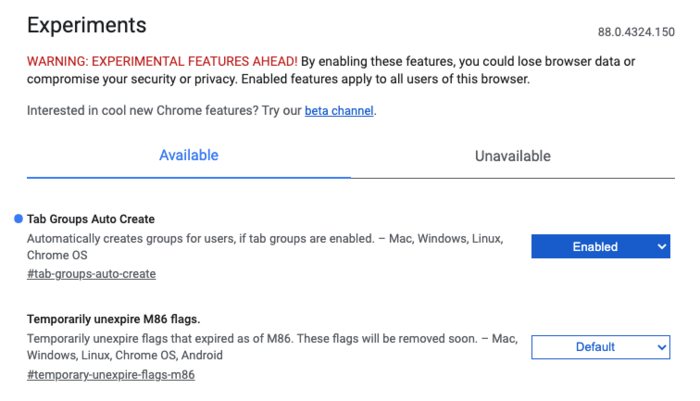 Experiments
88.0.4324.150
WARNING: EXPERIMENTAL FEATURES AHEAD! By enabling these features, you could lose browser data or
compromise your security or privacy. Enabled features apply to all users of this browser.
Interested in cool new Chrome features? Try our beta channel.
Available
Unavailable
Tab Groups Auto Create
Automatically creates groups for users, if tab groups are enabled. – Mac, Windows, Linux,
Chrome OS
#tab-groups-auto-create
Enabled
Temporarily unexpire M86 flags.
Temporarily unexpire flags that expired as of M86. These flags will be removed soon. – Mac,
Windows, Linux, Chrome OS, Android
#temporary-unexpire-flags-m86
Default